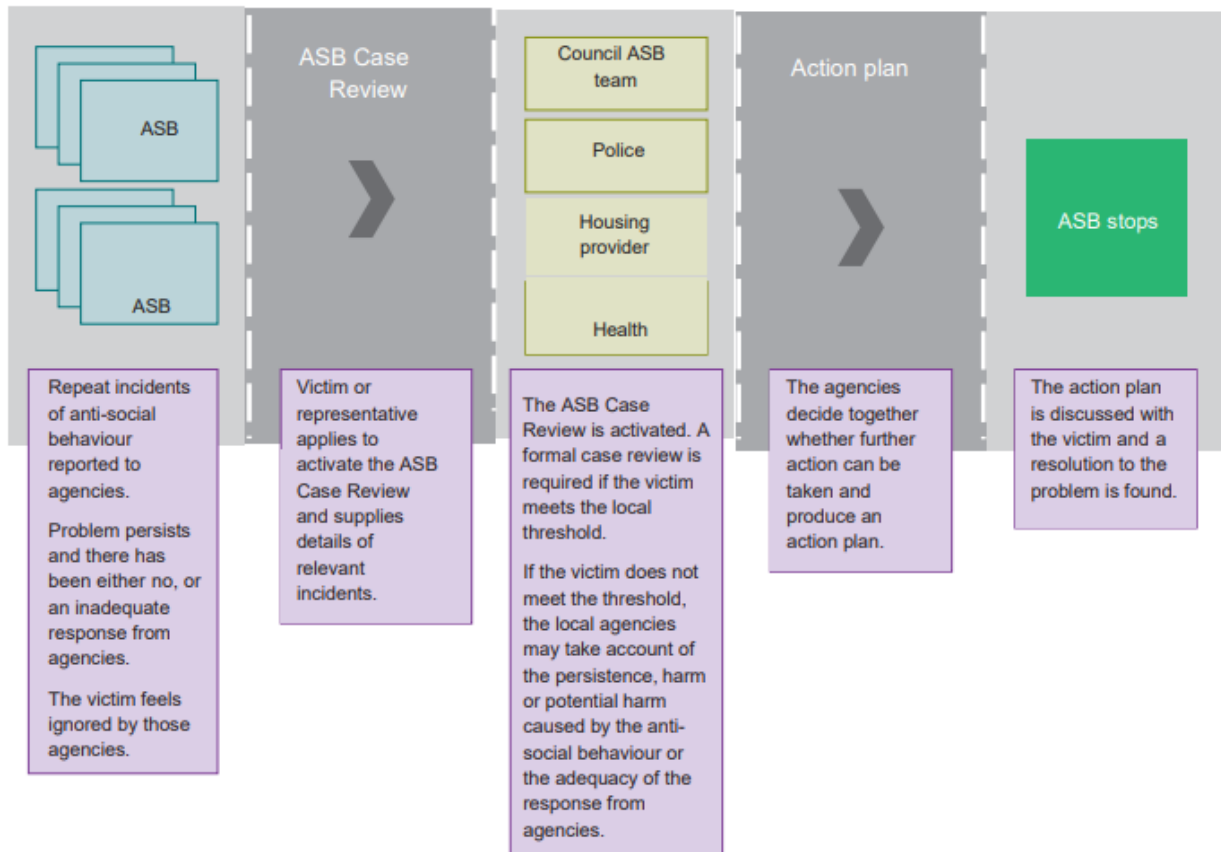 ASB
ASB
ASB Case
Review
Council ASB
team
Police
Housing
provider
Health
Action plan
ASB stops
Repeat incidents
of anti-social
behaviour
reported to
agencies.
Problem persists
and there has
been either no, or
an inadequate
response from
agencies.
The victim feels
ignored by those
agencies.
Victim or
representative
applies to
activate the ASB
Case Review
and supplies
details of
relevant
incidents.
The ASB Case
Review is activated. A
formal case review is
required if the victim
meets the local
threshold.
If the victim does not
meet the threshold,
the local agencies
may take account of
the persistence, harm
or potential harm
caused by the anti-
social behaviour or
the adequacy of the
response from
agencies.
The agencies
decide together
whether further
action can be
taken and
produce an
action plan.
The action plan
is discussed with
the victim and a
resolution to the
problem is found.